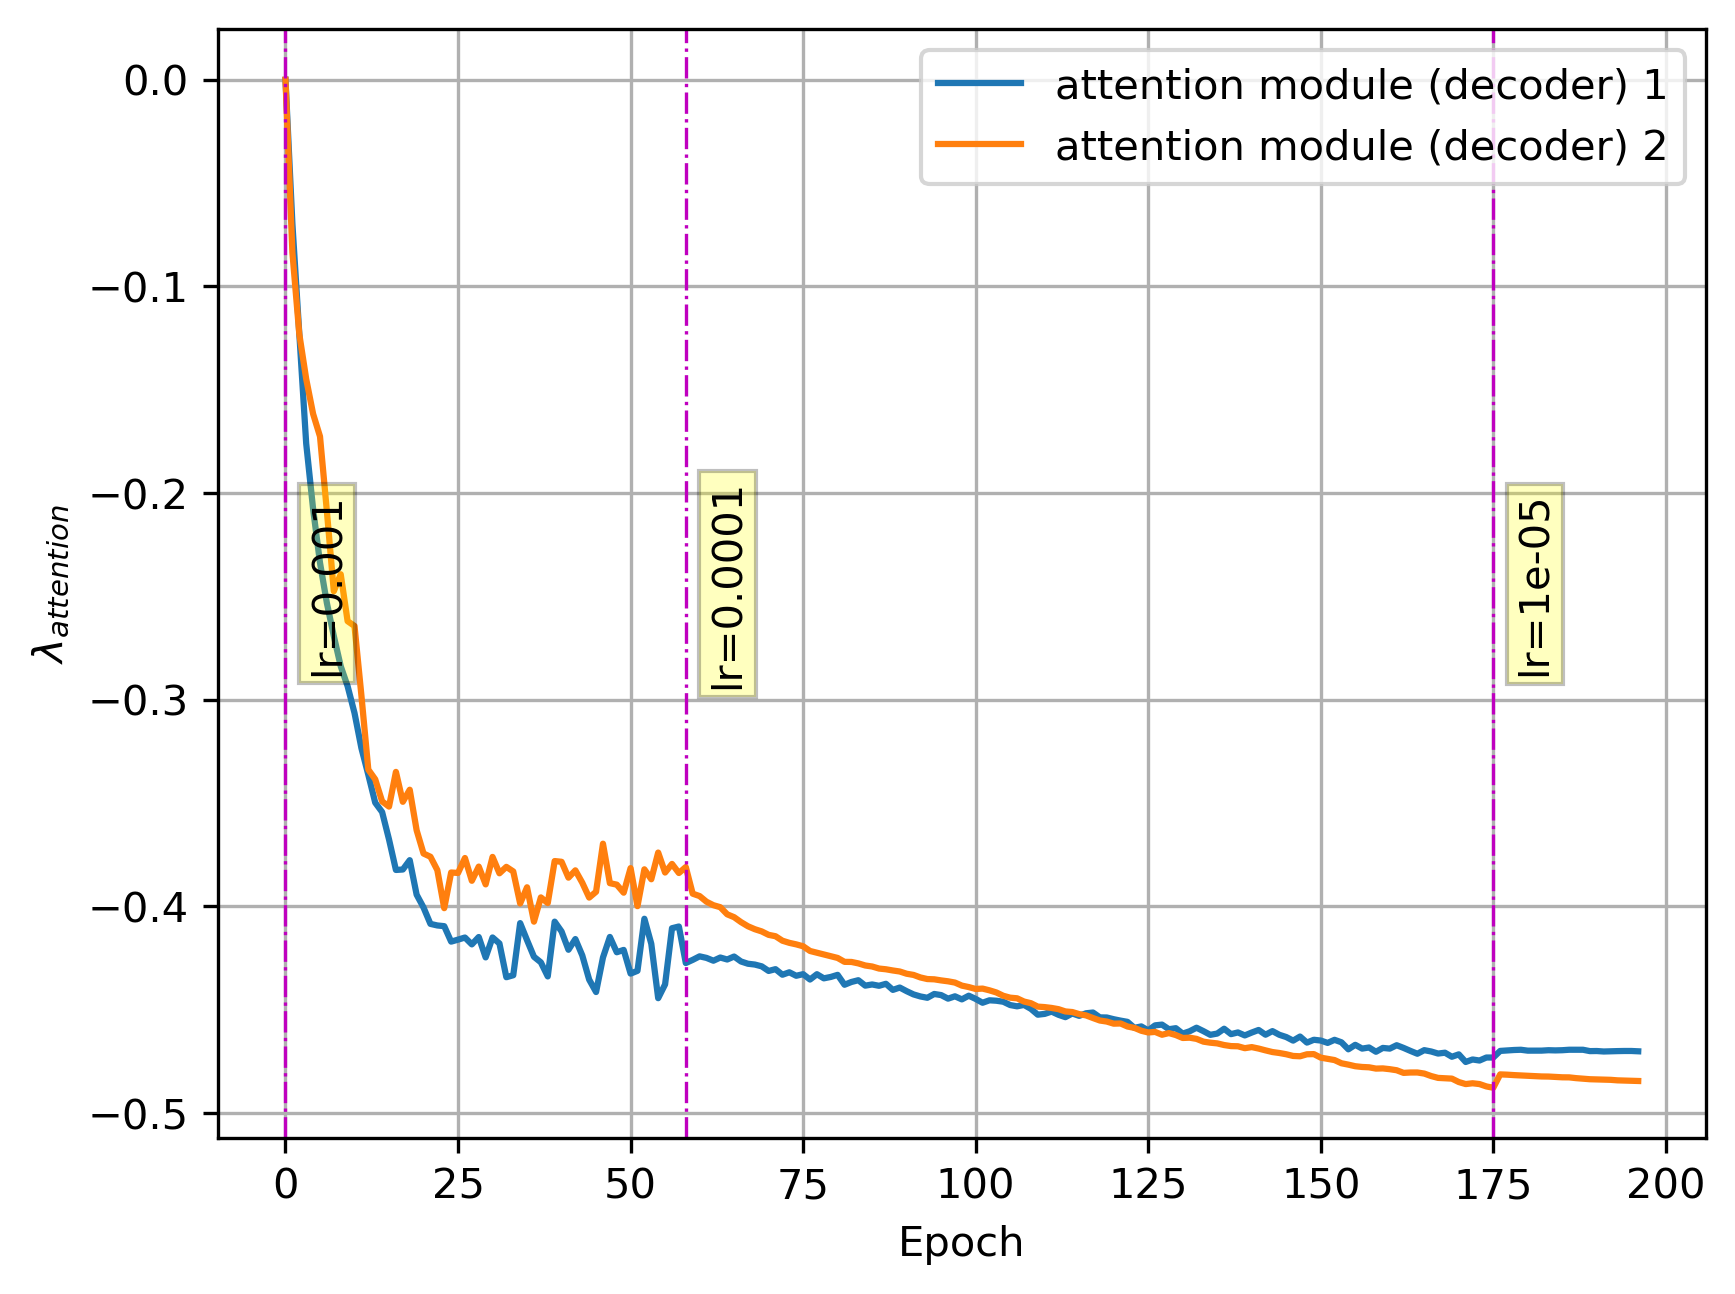 attention module (decoder) 1
attention module (decoder) 2
0.0
−0.1
−0.2
−0.3
−0.4
−0.5
λattention
lr=0.001
lr=0.0001
lr=1e-05
0 25 50 75 100 125 150 175 200
Epoch